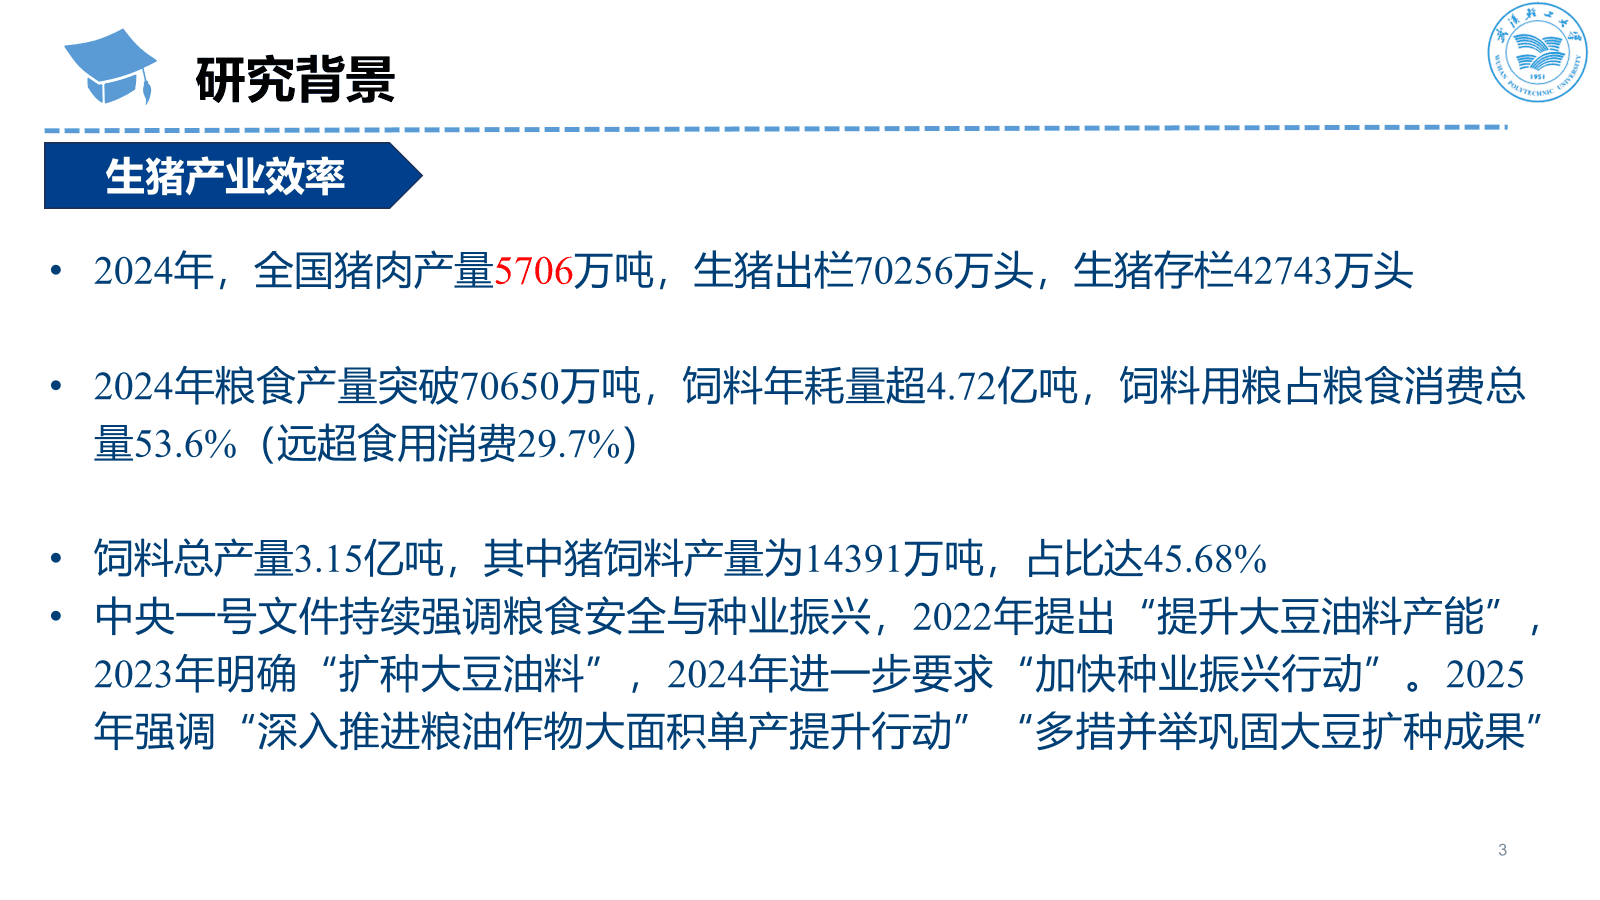 研究背景
武汉轻工大学
WUHAN POLYTECHNIC UNIVERSITY
1951
生猪产业效率
• 2024年，全国猪肉产量5706万吨，生猪出栏70256万头，生猪存栏42743万头
• 2024年粮食产量突破70650万吨，饲料年耗量超4.72亿吨，饲料用粮占粮食消费总
量53.6%（远超食用消费29.7%）
• 饲料总产量3.15亿吨，其中猪饲料产量为14391万吨，占比达45.68%
• 中央一号文件持续强调粮食安全与种业振兴，2022年提出“提升大豆油料产能”，
2023年明确“扩种大豆油料”，2024年进一步要求“加快种业振兴行动”。2025
年强调“深入推进粮油作物大面积单产提升行动”“多措并举巩固大豆扩种成果”
3